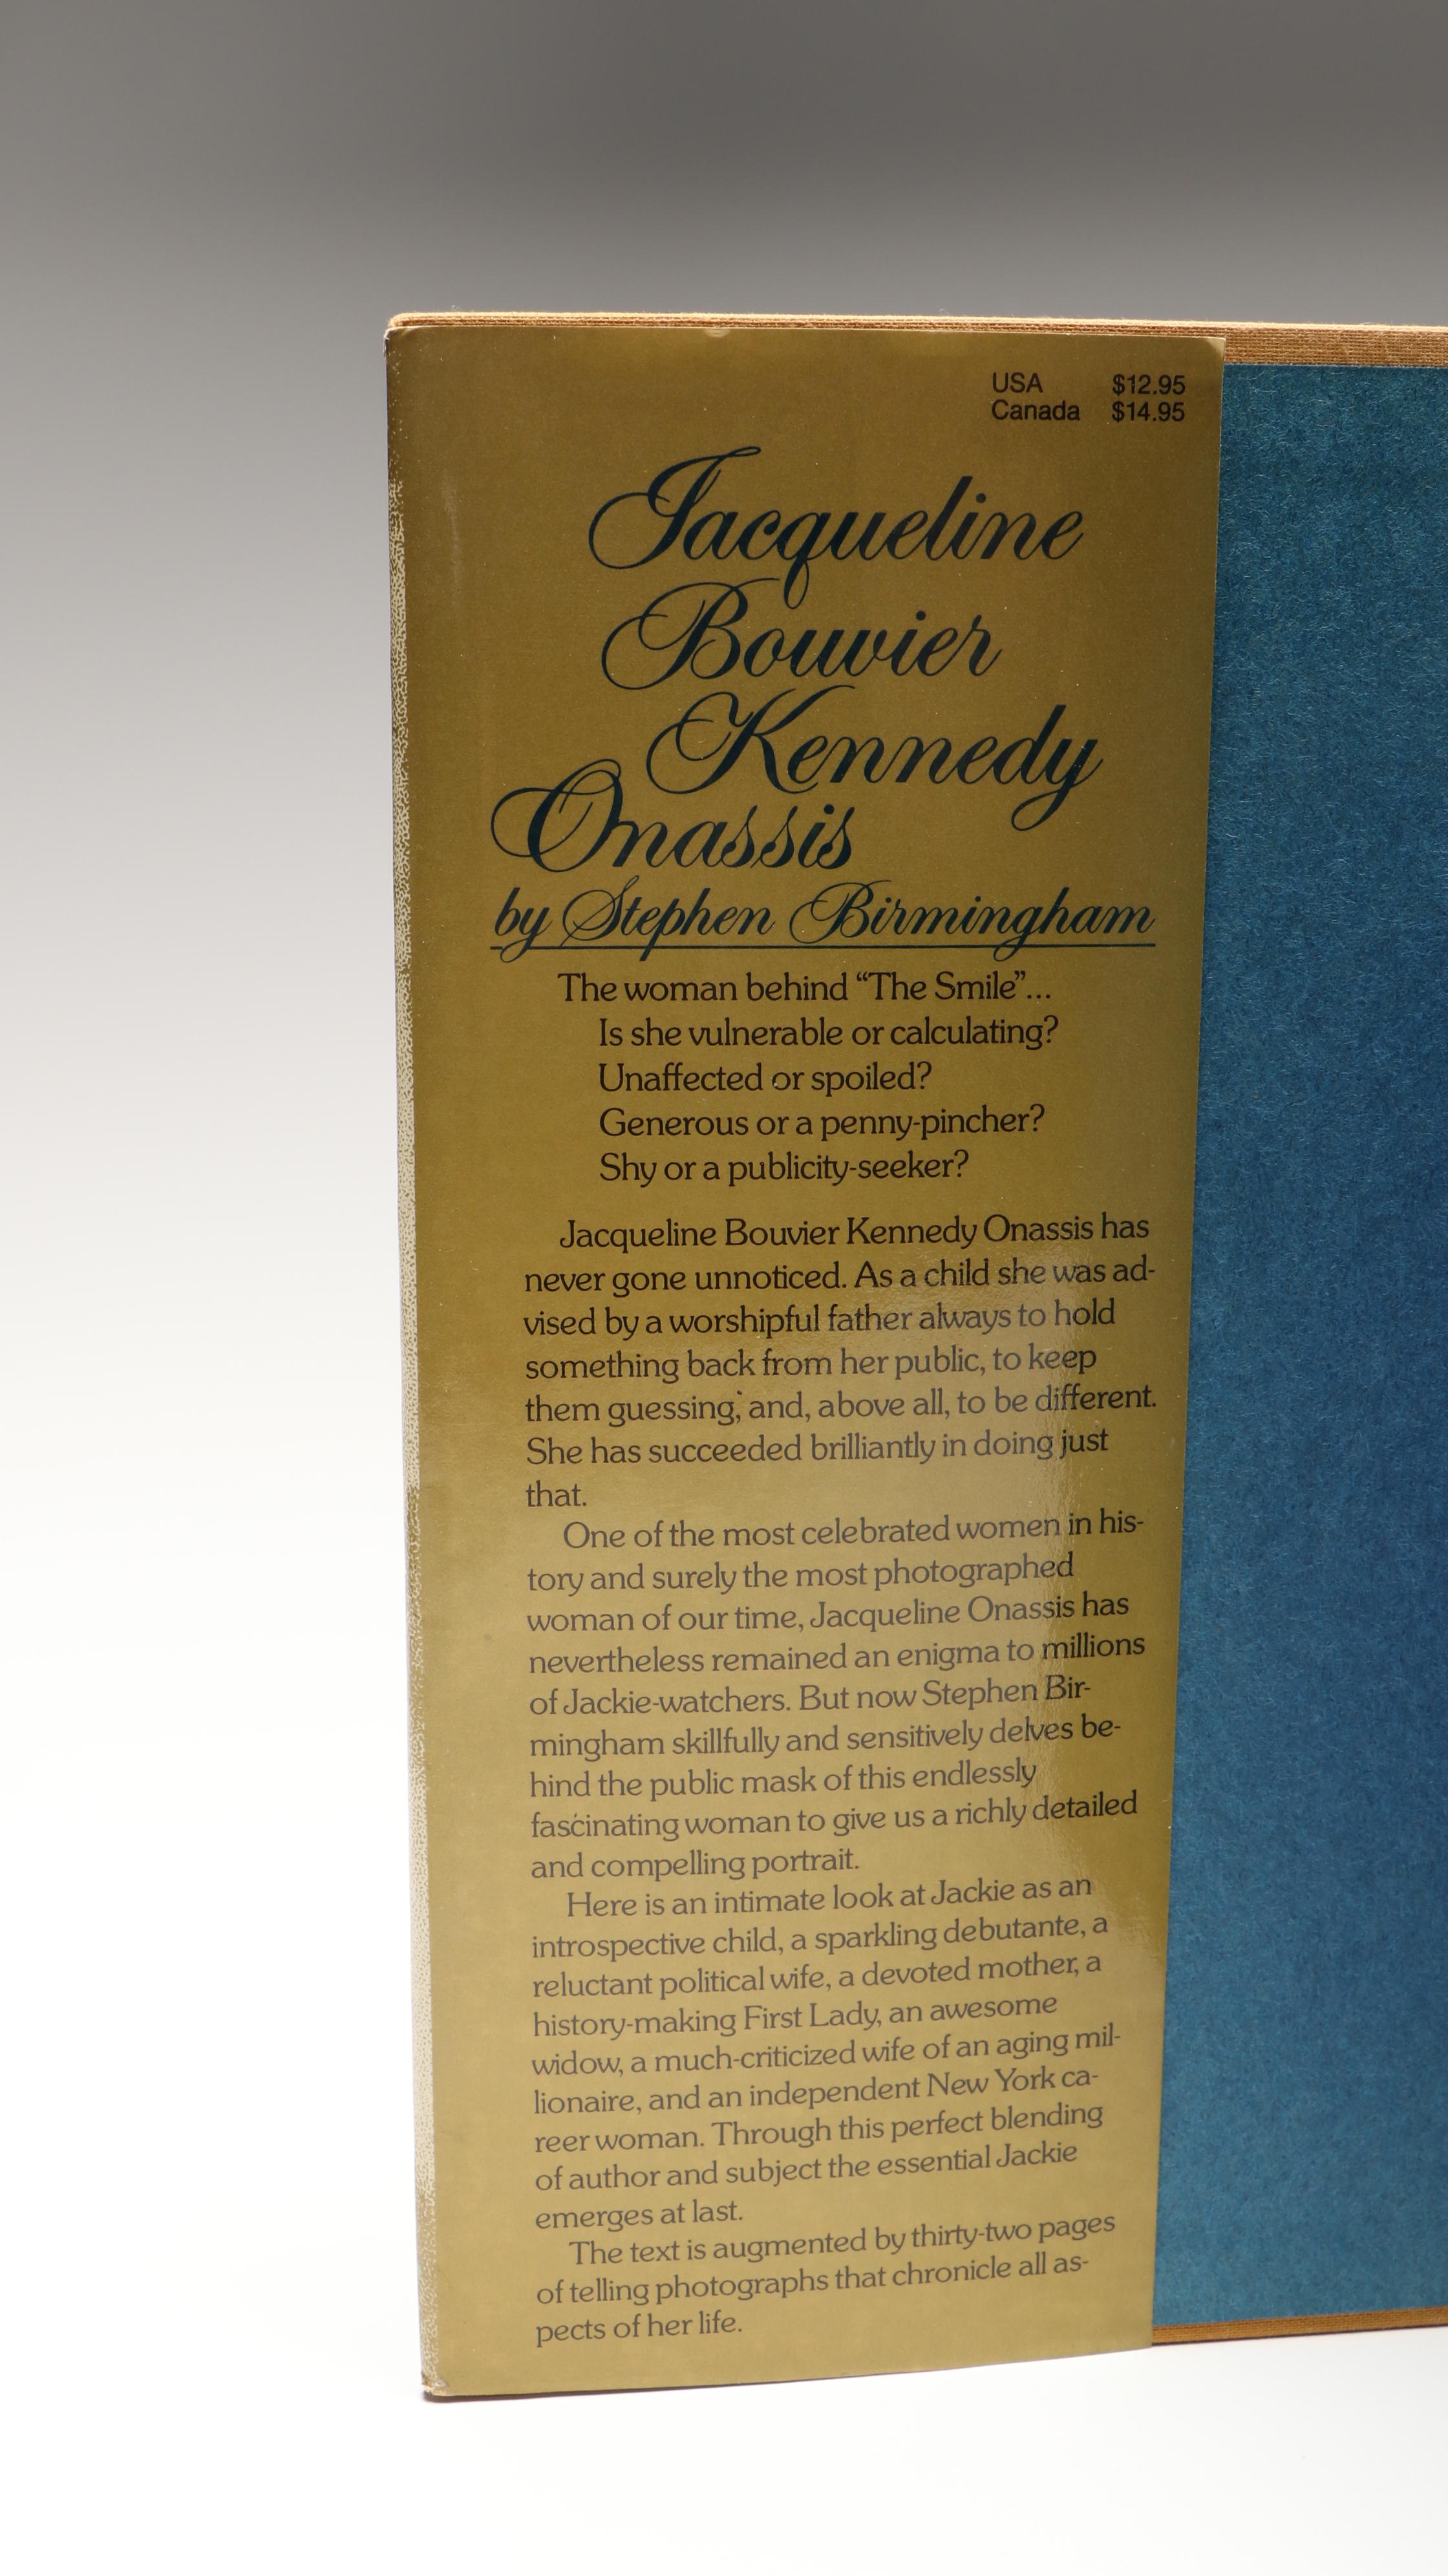 USA $12.95
Canada $14.95
Jacqueline
Bouvier
Kennedy
Onassis
by Stephen Birmingham
The woman behind “The Smile”...
Is she vulnerable or calculating?
Unaffected or spoiled?
Generous or a penny-pincher?
Shy or a publicity-seeker?
Jacqueline Bouvier Kennedy Onassis has
never gone unnoticed. As a child she was ad-
vised by a worshipful father always to hold
something back from her public, to keep
them guessing; and, above all, to be different.
She has succeeded brilliantly in doing just
that.
One of the most celebrated women in his-
tory and surely the most photographed
woman of our time, Jacqueline Onassis has
nevertheless remained an enigma to millions
of Jackie-watchers. But now Stephen Bir-
mingham skillfully and sensitively delves be-
hind the public mask of this endlessly
fascinating woman to give us a richly detailed
and compelling portrait.
Here is an intimate look at Jackie as an
introspective child, a sparkling debutante, a
reluctant political wife, a devoted mother, a
history-making First Lady, an awesome
widow, a much-criticized wife of an aging mil-
lionaire, and an independent New York ca-
reer woman. Through this perfect blending
of author and subject the essential Jackie
emerges at last.
The text is augmented by thirty-two pages
of telling photographs that chronicle all as-
pects of her life.